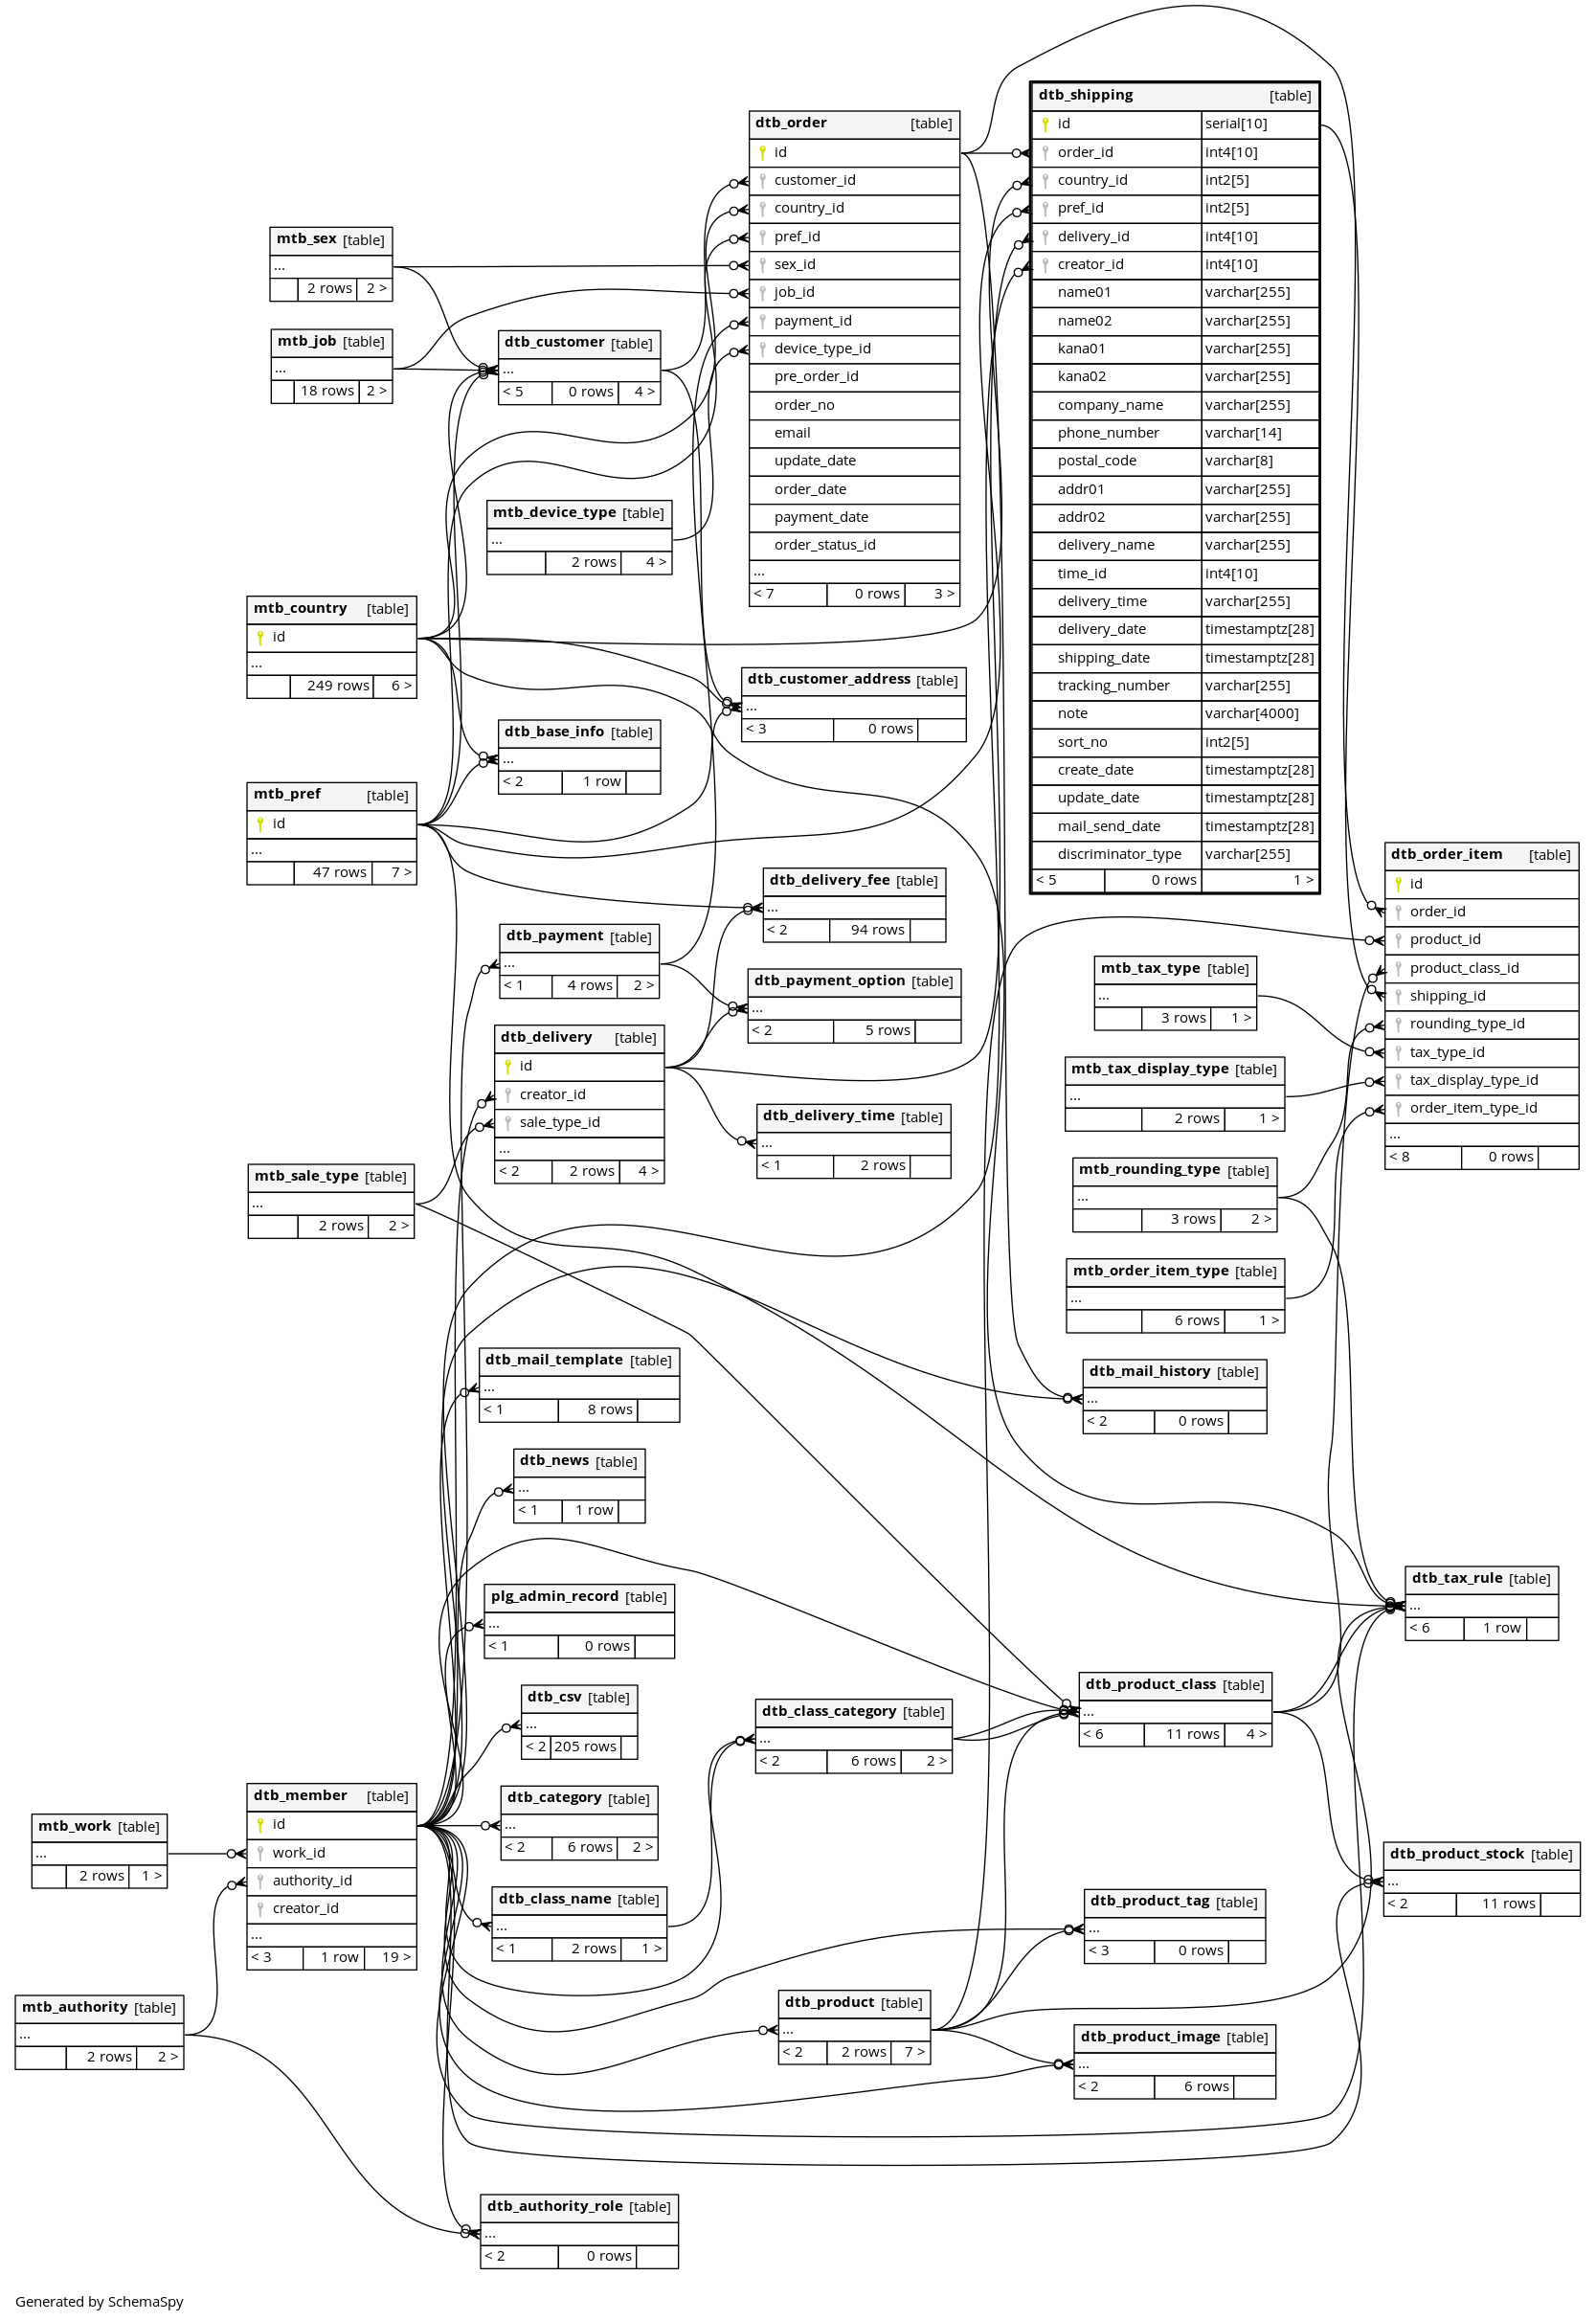 dtb_shipping [table]
id serial[10]
order_id int4[10]
country_id int2[5]
pref_id int2[5]
delivery_id int4[10]
creator_id int4[10]
name01 varchar[255]
name02 varchar[255]
kana01 varchar[255]
kana02 varchar[255]
company_name varchar[255]
phone_number varchar[14]
postal_code varchar[8]
addr01 varchar[255]
addr02 varchar[255]
delivery_name varchar[255]
time_id int4[10]
delivery_time varchar[255]
delivery_date timestamptz[28]
shipping_date timestamptz[28]
tracking_number varchar[255]
note varchar[4000]
sort_no int2[5]
create_date timestamptz[28]
update_date timestamptz[28]
mail_send_date timestamptz[28]
discriminator_type varchar[255]
< 5 0 rows 1 >
dtb_order [table]
id
customer_id
country_id
pref_id
sex_id
job_id
payment_id
device_type_id
pre_order_id
order_no
email
update_date
order_date
payment_date
order_status_id
...
< 7 0 rows 3 >
mtb_sex [table]
...
2 rows 2 >
mtb_job [table]
...
18 rows 2 >
dtb_customer [table]
...
< 5 0 rows 4 >
mtb_device_type [table]
...
2 rows 4 >
mtb_country [table]
id
...
249 rows 6 >
dtb_customer_address [table]
...
< 3 0 rows
dtb_base_info [table]
...
< 2 1 row
mtb_pref [table]
id
...
47 rows 7 >
dtb_order_item [table]
id
order_id
product_id
product_class_id
shipping_id
rounding_type_id
tax_type_id
tax_display_type_id
order_item_type_id
...
< 8 0 rows
dtb_delivery_fee [table]
...
< 2 94 rows
dtb_payment [table]
...
< 1 4 rows 2 >
dtb_payment_option [table]
...
< 2 5 rows
mtb_tax_type [table]
...
3 rows 1 >
dtb_delivery [table]
id
creator_id
sale_type_id
...
< 2 2 rows 4 >
mtb_tax_display_type [table]
...
2 rows 1 >
dtb_delivery_time [table]
...
< 1 2 rows
mtb_sale_type [table]
...
2 rows 2 >
mtb_rounding_type [table]
...
3 rows 2 >
mtb_order_item_type [table]
...
6 rows 1 >
dtb_mail_template [table]
...
< 1 8 rows
dtb_mail_history [table]
...
< 2 0 rows
dtb_news [table]
...
< 1 1 row
dtb_tax_rule [table]
...
< 6 1 row
plg_admin_record [table]
...
< 1 0 rows
dtb_product_class [table]
...
< 6 11 rows 4 >
dtb_csv [table]
...
< 2 205 rows
dtb_class_category [table]
...
< 2 6 rows 2 >
dtb_member [table]
id
work_id
authority_id
creator_id
...
< 3 1 row 19 >
dtb_category [table]
...
< 2 6 rows 2 >
mtb_work [table]
...
2 rows 1 >
dtb_product_stock [table]
...
< 2 11 rows
dtb_class_name [table]
...
< 1 2 rows 1 >
dtb_product_tag [table]
...
< 3 0 rows
mtb_authority [table]
...
2 rows 2 >
dtb_product [table]
...
< 2 2 rows 7 >
dtb_product_image [table]
...
< 2 6 rows
dtb_authority_role [table]
...
< 2 0 rows
Generated by SchemaSpy